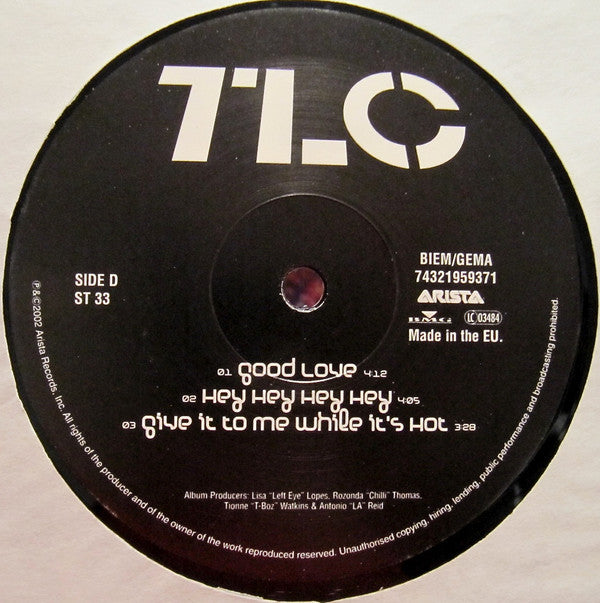 TLC
SIDE D
ST 33
BIEM/GEMA
74321959371
ARISTA
BMG LC 03484
Made in the EU.
01 GOOD LOVE 4:12
02 HEY HEY HEY HEY 4:05
03 GIVE IT TO ME WHILE IT'S HOT 3:28
Album Producers: Lisa "Left Eye" Lopes, Rozonda "Chilli" Thomas,
Tionne "T-Boz" Watkins & Antonio "LA" Reid
℗ & © 2002 Arista Records, Inc. All rights of the producer and of the owner of the work reproduced reserved. Unauthorised copying, hiring, lending, public performance and broadcasting prohibited.